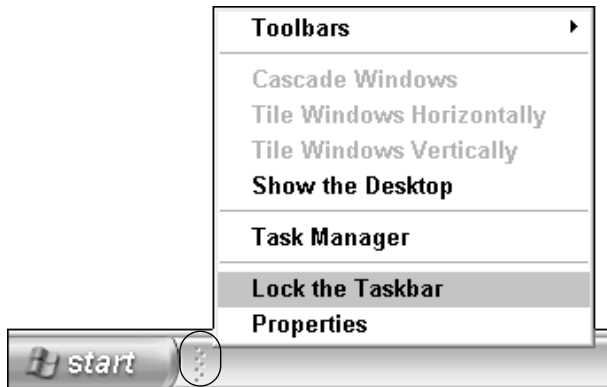 Toolbars
Cascade Windows
Tile Windows Horizontally
Tile Windows Vertically
Show the Desktop
Task Manager
Lock the Taskbar
Properties
start